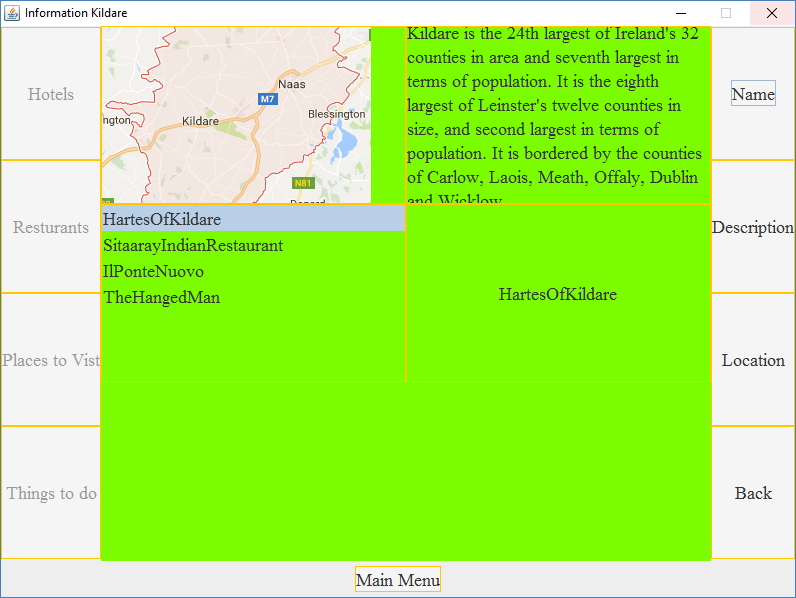 Information Kildare
Hotels
Resturants
Places to Vist
Things to do
Naas
M7
Blessington
Kildare
ngton
N81
Kildare is the 24th largest of Ireland's 32
counties in area and seventh largest in
terms of population. It is the eighth
largest of Leinster's twelve counties in
size, and second largest in terms of
population. It is bordered by the counties
of Carlow, Laois, Meath, Offaly, Dublin
and Wicklow
HartesOfKildare
SitaarayIndianRestaurant
IlPonteNuovo
TheHangedMan
HartesOfKildare
Name
Description
Location
Back
Main Menu